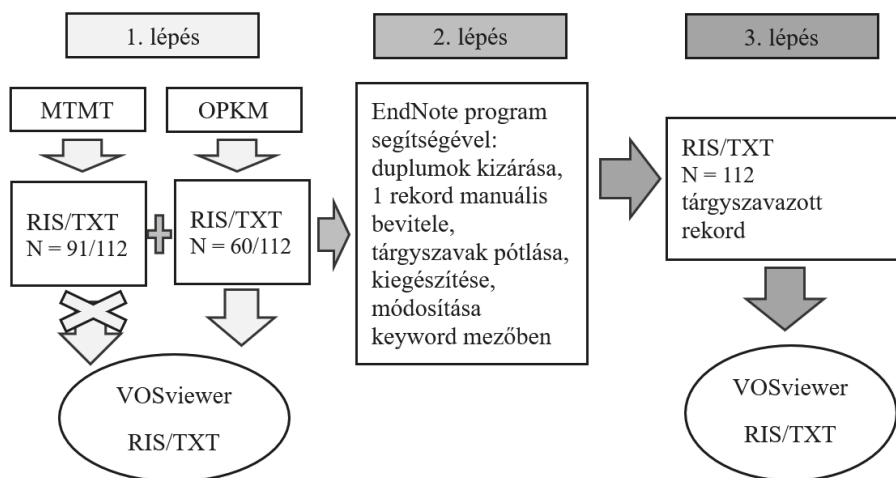 1. lépés
2. lépés
3. lépés
MTMT
OPKM
RIS/TXT
N = 91/112
RIS/TXT
N = 60/112
VOSviewer
RIS/TXT
EndNote program
segítségével:
duplumok kizárása,
1 rekord manuális
bevitele,
tárgyszavak pótlása,
kiegészítése,
módosítása
keyword mezőben
RIS/TXT
N = 112
tárgyszavazott
rekord
VOSviewer
RIS/TXT